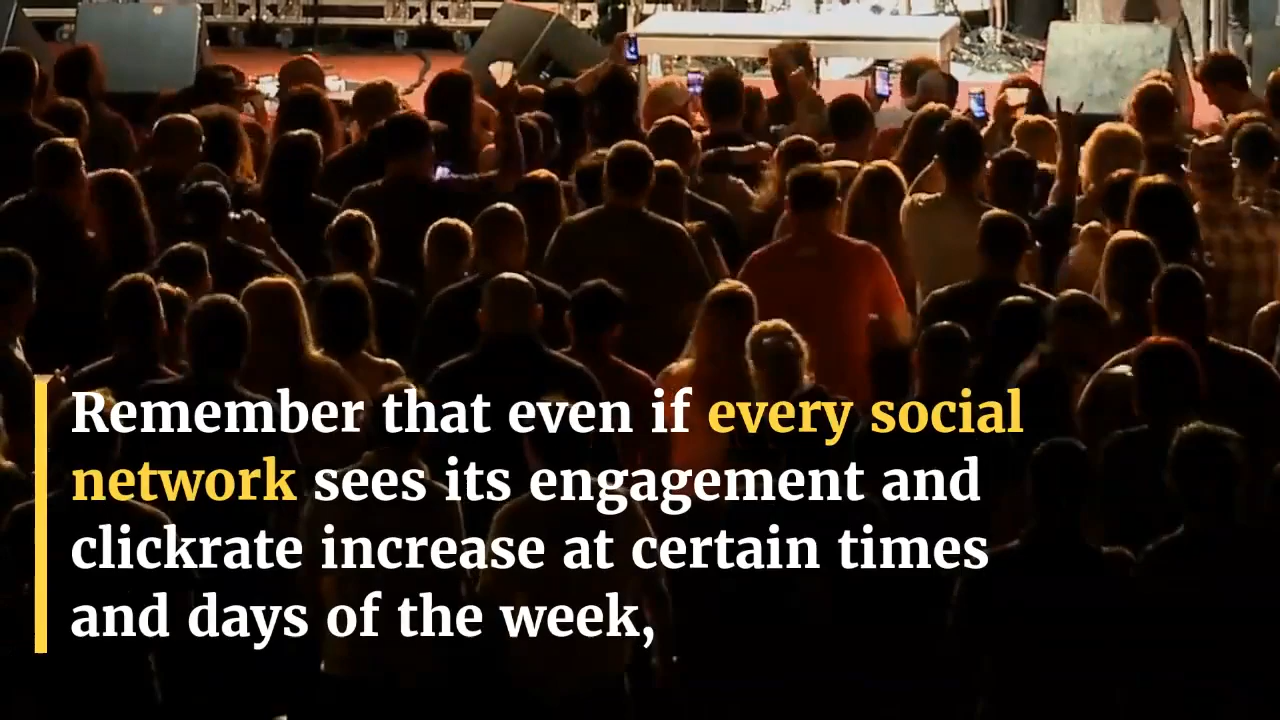 Remember that even if every social
network sees its engagement and
clickrate increase at certain times
and days of the week,